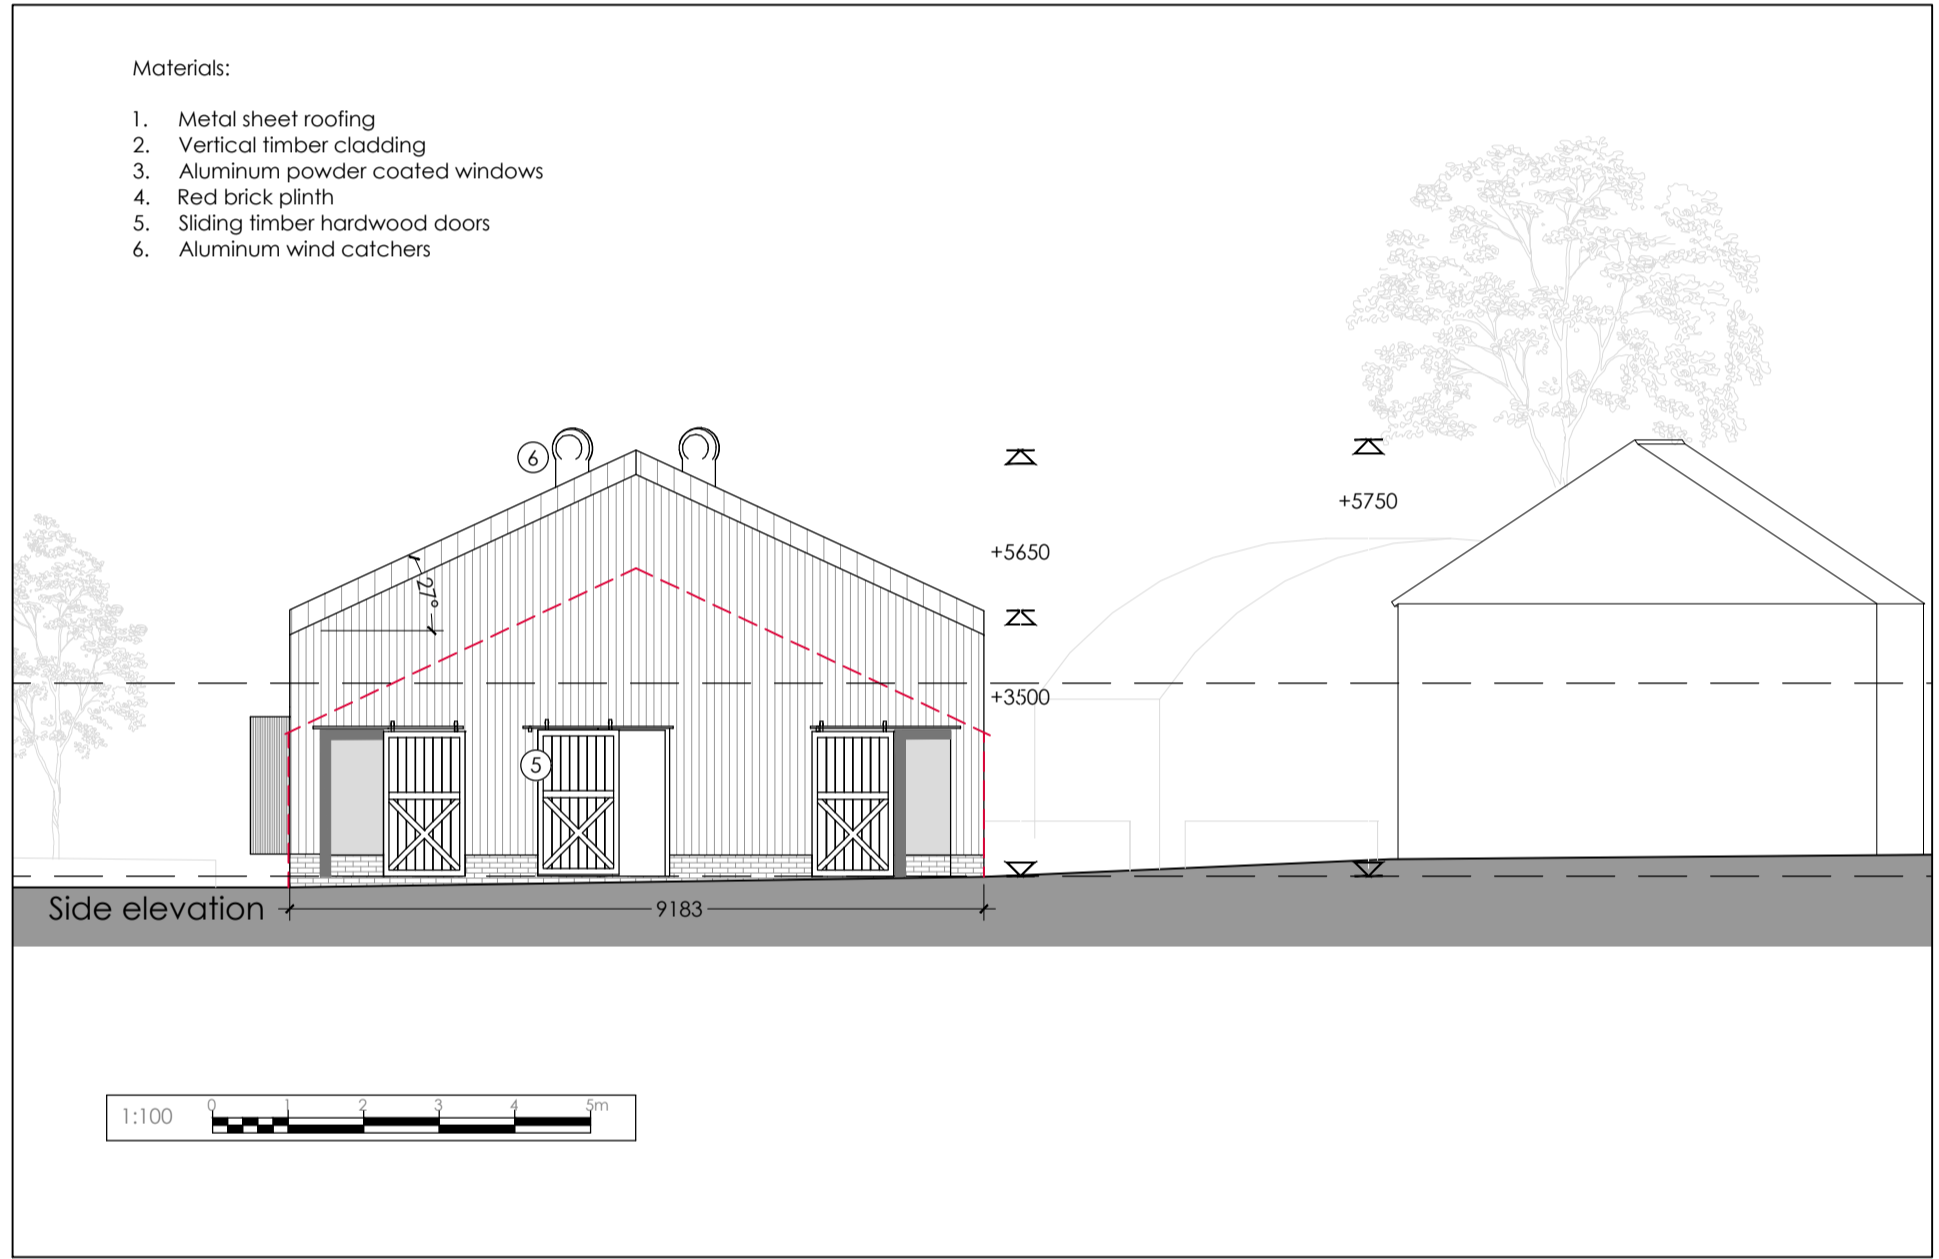 Materials:
1. Metal sheet roofing
2. Vertical timber cladding
3. Aluminum powder coated windows
4. Red brick plinth
5. Sliding timber hardwood doors
6. Aluminum wind catchers
6
+5750
+5650
27°
+3500
5
Side elevation
9183
1:100
0 1 2 3 4 5m